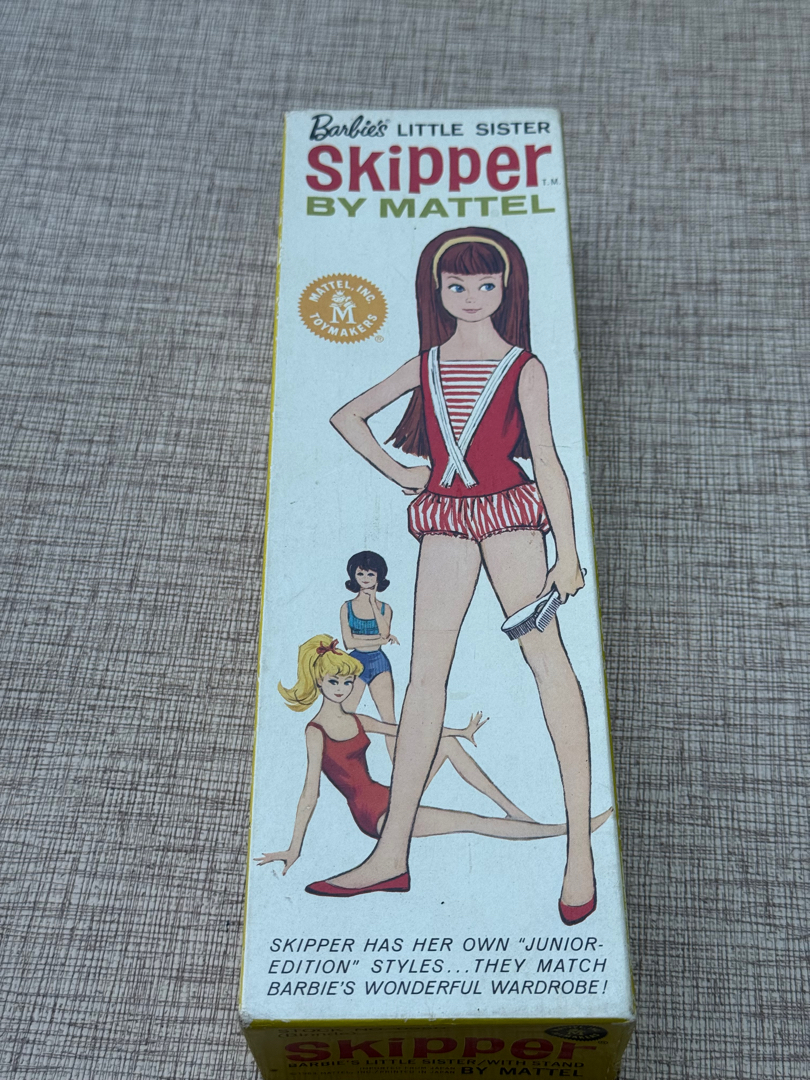 Barbie's® LITTLE SISTER
Skipper T.M.
BY MATTEL
MATTEL, INC.
M
TOYMAKERS
®
SKIPPER HAS HER OWN "JUNIOR-
EDITION" STYLES...THEY MATCH
BARBIE'S WONDERFUL WARDROBE!
Skipper
BARBIE'S LITTLE SISTER/WITH STAND
BY MATTEL